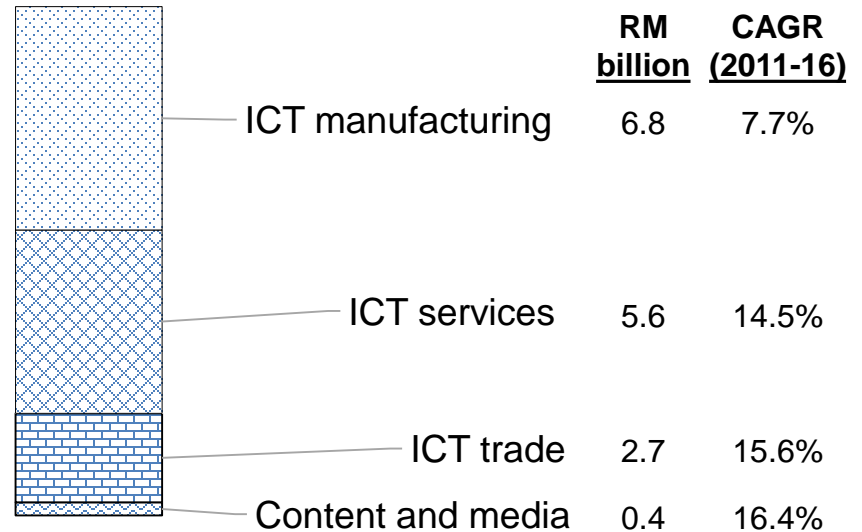 RM CAGR
billion (2011-16)
ICT manufacturing 6.8 7.7%
ICT services 5.6 14.5%
ICT trade 2.7 15.6%
Content and media 0.4 16.4%